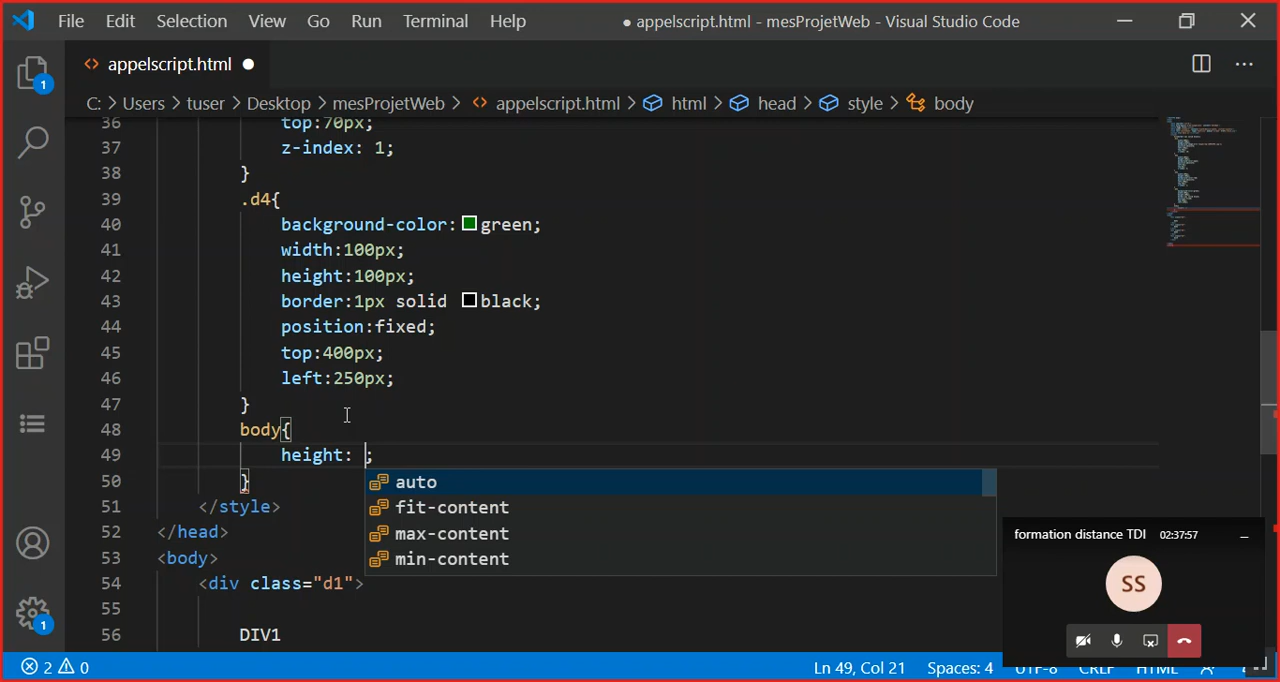 File Edit Selection View Go Run Terminal Help ● appelscript.html - mesProjetWeb - Visual Studio Code
<> appelscript.html ●
C: > Users > tuser > Desktop > mesProjetWeb > <> appelscript.html > html > head > style > body
36 top:70px;
37 z-index: 1;
38 }
39 .d4{
40 background-color: green;
41 width:100px;
42 height:100px;
43 border:1px solid black;
44 position:fixed;
45 top:400px;
46 left:250px;
47 }
48 body{
49 height: ;
auto
fit-content
max-content
min-content
50 }
51 </style>
52 </head>
53 <body>
54 <div class="d1">
55
56 DIV1
1
1
formation distance TDI 02:37:57
SS
2 0 Ln 49, Col 21 Spaces: 4 UTF-8 CRLF HTML